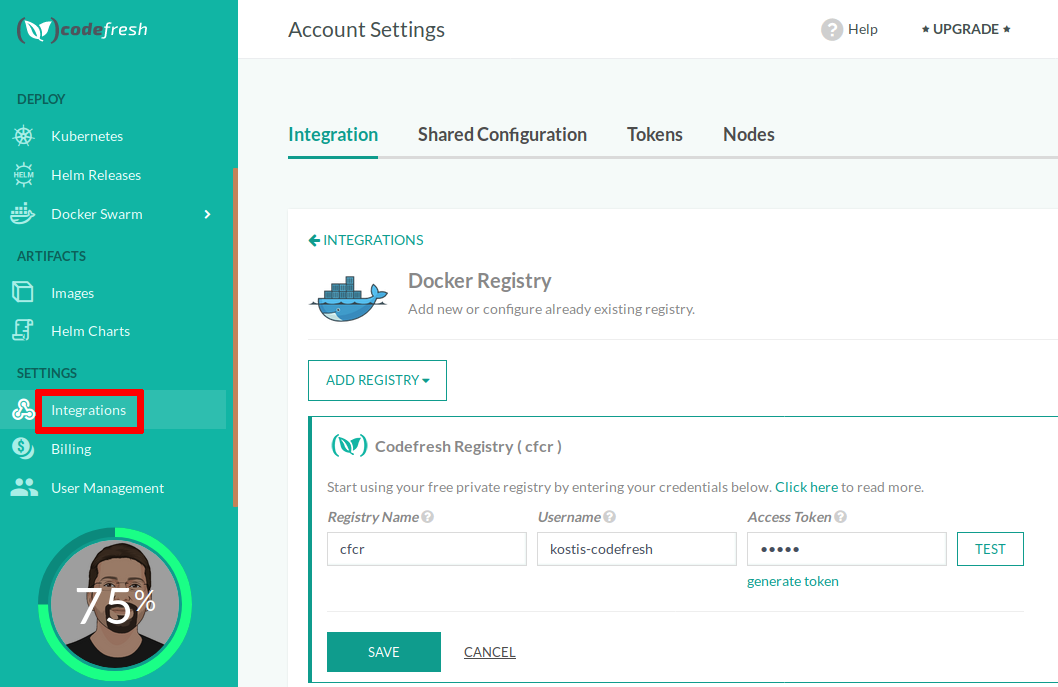 codefresh
Account Settings
? Help
★ UPGRADE ★
DEPLOY
Kubernetes
HELM
Helm Releases
Docker Swarm
ARTIFACTS
Images
Helm Charts
SETTINGS
Integrations
$
Billing
User Management
75%
Integration Shared Configuration Tokens Nodes
INTEGRATIONS
Docker Registry
Add new or configure already existing registry.
ADD REGISTRY
Codefresh Registry ( cfcr )
Start using your free private registry by entering your credentials below. Click here to read more.
Registry Name ? Username ? Access Token ?
cfcr kostis-codefresh ••••• TEST
generate token
SAVE CANCEL